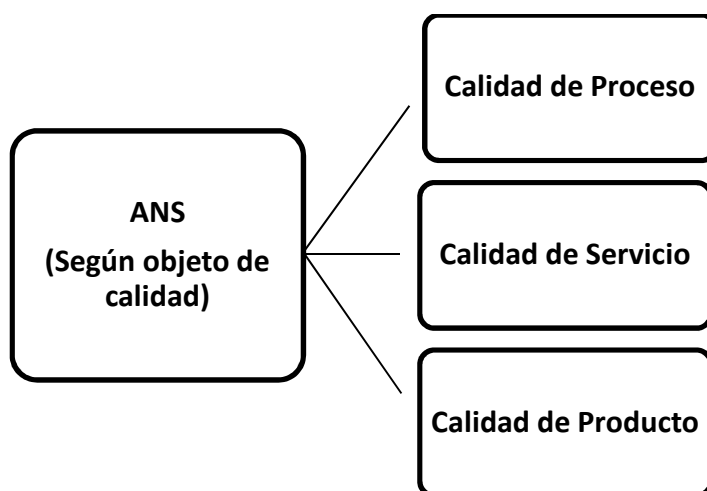 ANS
(Según objeto de
calidad)
Calidad de Proceso
Calidad de Servicio
Calidad de Producto